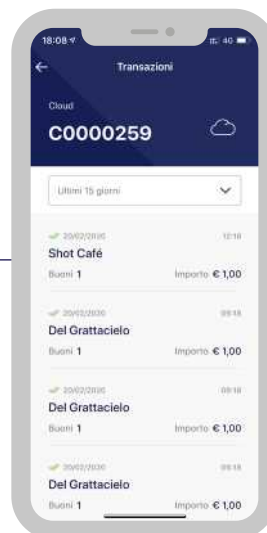 18:08
4G
Transazioni
Cloud
C0000259
Ultimi 15 giorni
20/02/2020 12:18
Shot Café
Buoni 1 Importo € 1,00
20/02/2020 09:18
Del Grattacielo
Buoni 1 Importo € 1,00
20/02/2020 09:18
Del Grattacielo
Buoni 1 Importo € 1,00
20/02/2020 09:18
Del Grattacielo
Buoni 1 Importo € 1,00